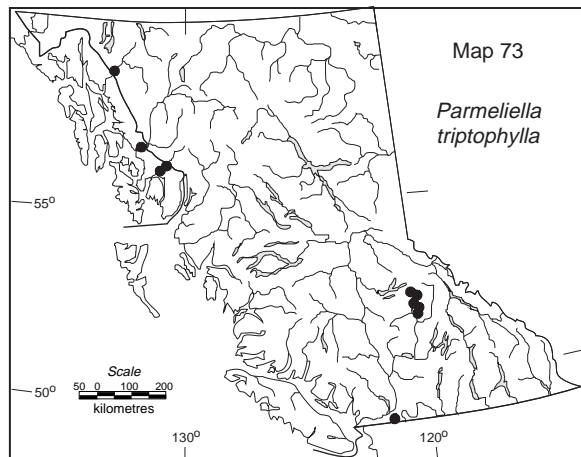 Map 73
Parmeliella
triptophylla
55°
50°
Scale
50 0 100 200
kilometres
130°
120°